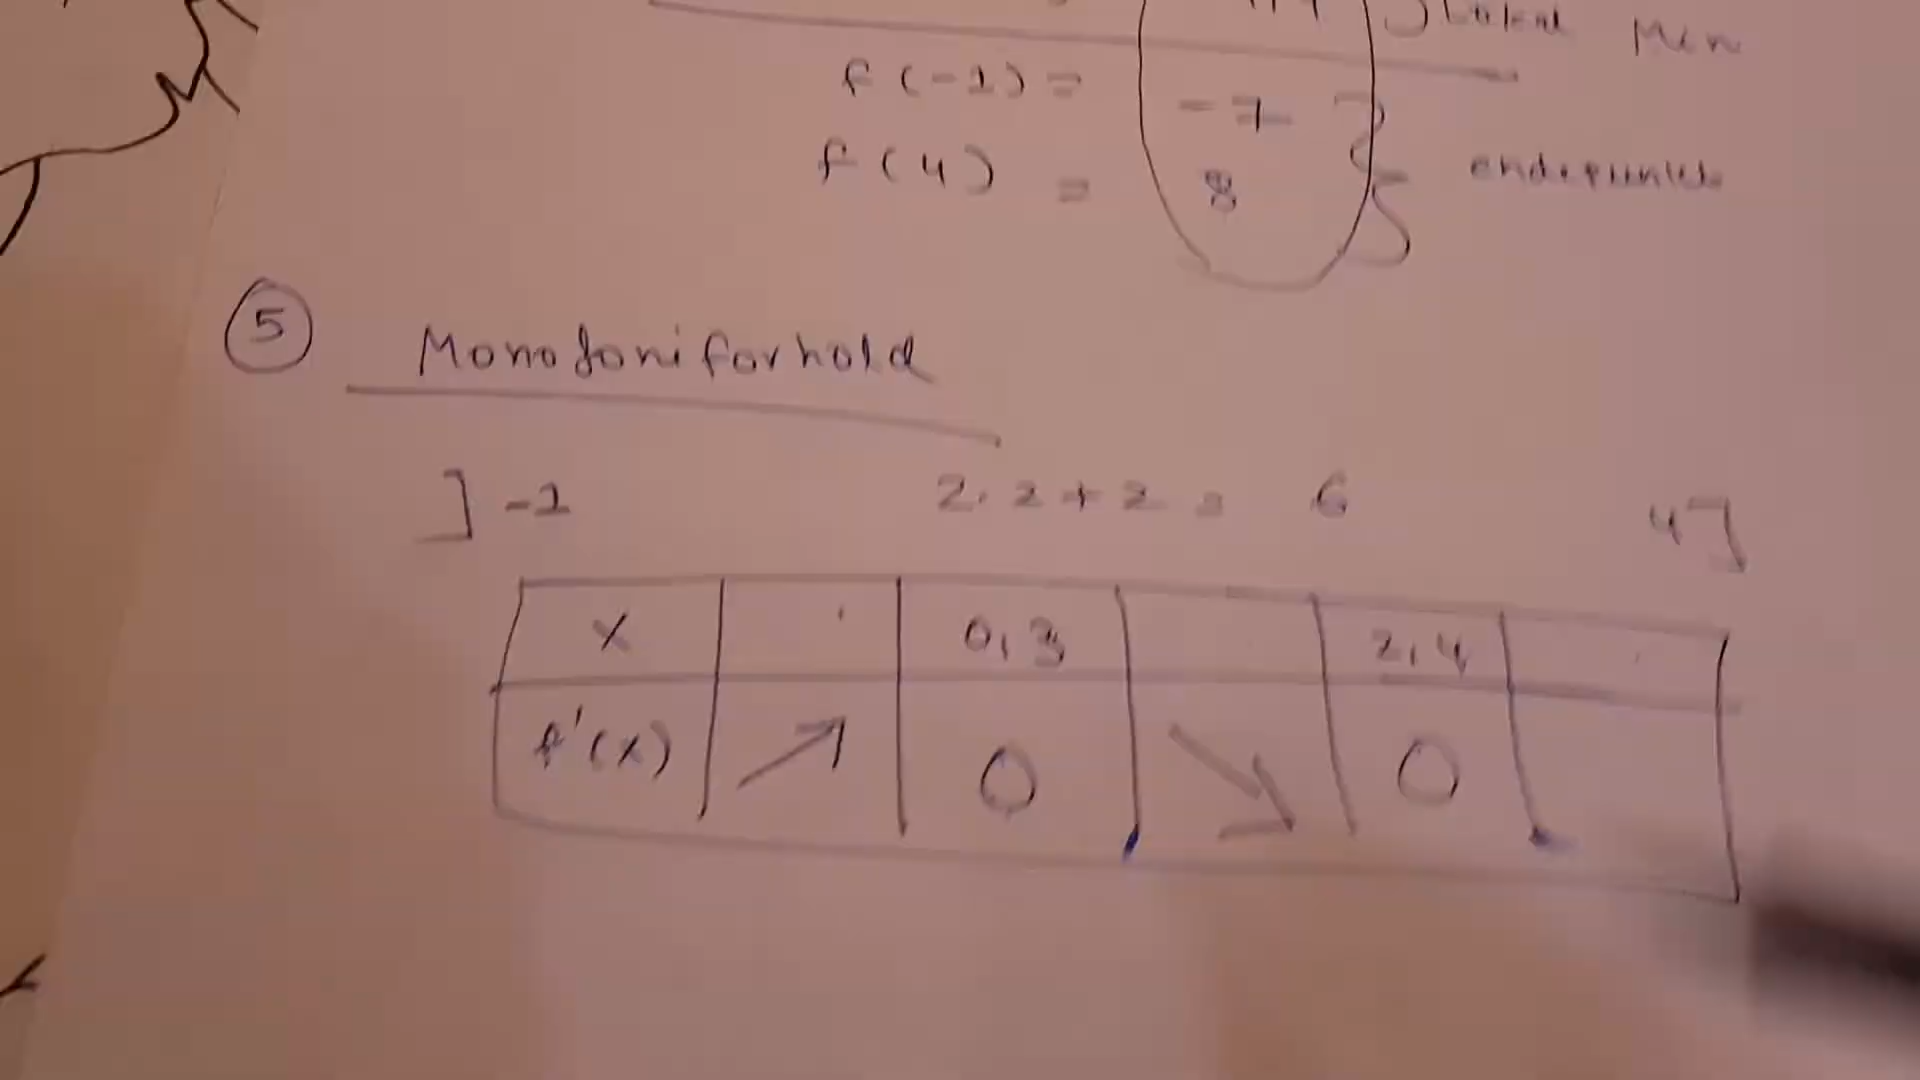 Lokal Min
f(-1) = -7
f(4) = 8 endepunkt
5 Monotoniforhold
]-1 2.2+2= 6 4]
x 0,3 2,4
f'(x) ↗ 0 ↘ 0